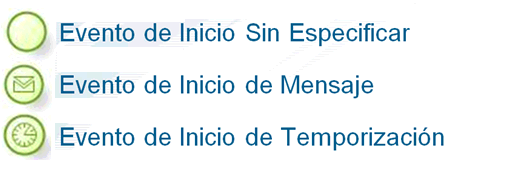 Evento de Inicio Sin Especificar
Evento de Inicio de Mensaje
Evento de Inicio de Temporización